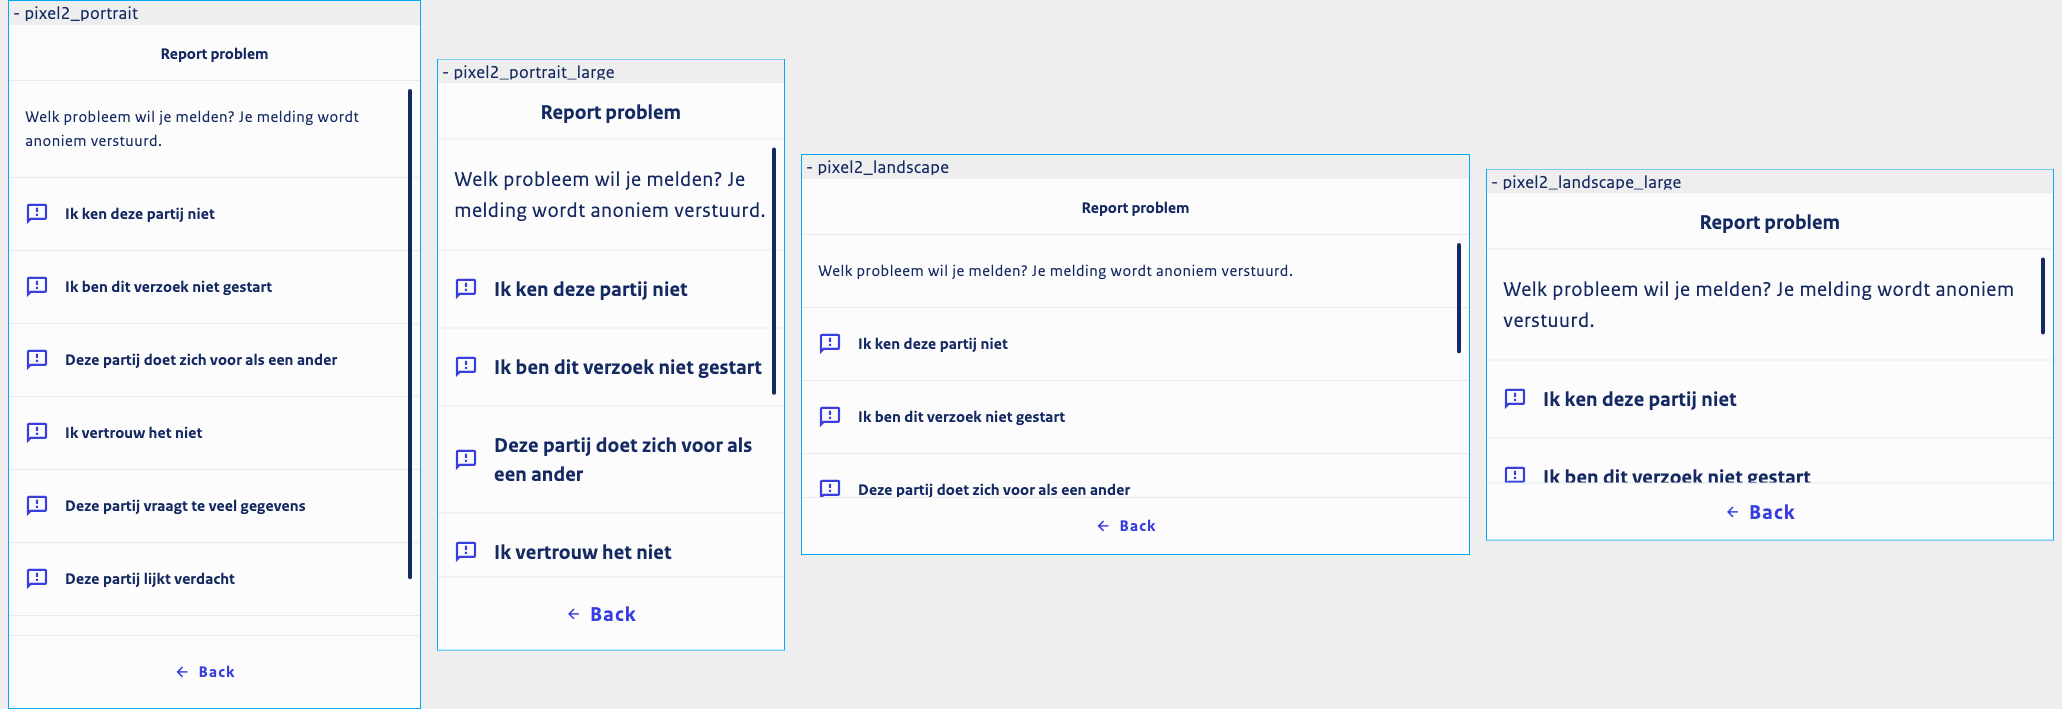 - pixel2_portrait
Report problem
Welk probleem wil je melden? Je melding wordt
anoniem verstuurd.
Ik ken deze partij niet
Ik ben dit verzoek niet gestart
Deze partij doet zich voor als een ander
Ik vertrouw het niet
Deze partij vraagt te veel gegevens
Deze partij lijkt verdacht
← Back
- pixel2_portrait_large
Report problem
Welk probleem wil je melden? Je
melding wordt anoniem verstuurd.
Ik ken deze partij niet
Ik ben dit verzoek niet gestart
Deze partij doet zich voor als
een ander
Ik vertrouw het niet
← Back
- pixel2_landscape
Report problem
Welk probleem wil je melden? Je melding wordt anoniem verstuurd.
Ik ken deze partij niet
Ik ben dit verzoek niet gestart
Deze partij doet zich voor als een ander
← Back
- pixel2_landscape_large
Report problem
Welk probleem wil je melden? Je melding wordt anoniem
verstuurd.
Ik ken deze partij niet
Ik ben dit verzoek niet gestart
← Back